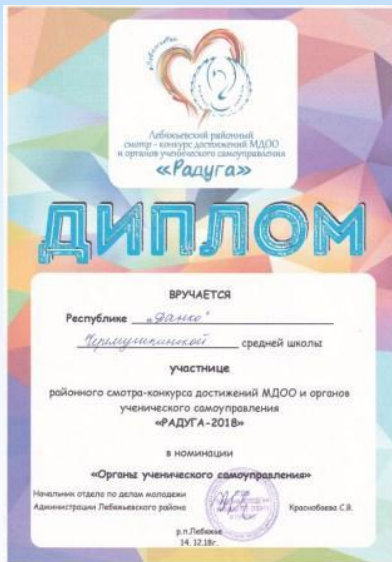 Лебяжьевский районный
смотр - конкурс достижений МДОО
и органов ученического самоуправления
«Радуга»
ДИПЛОМ
ВРУЧАЕТСЯ
Республике „Данко"
Черемушкинской средней школы
участнице
районного смотра-конкурса достижений МДОО и органов
ученического самоуправления
«РАДУГА-2018»
в номинации
«Органы ученического самоуправления»
Начальник отдела по делам молодежи
Администрации Лебяжьевского района Краснобаева С.В.
р.п.Лебяжье
14. 12.18г.